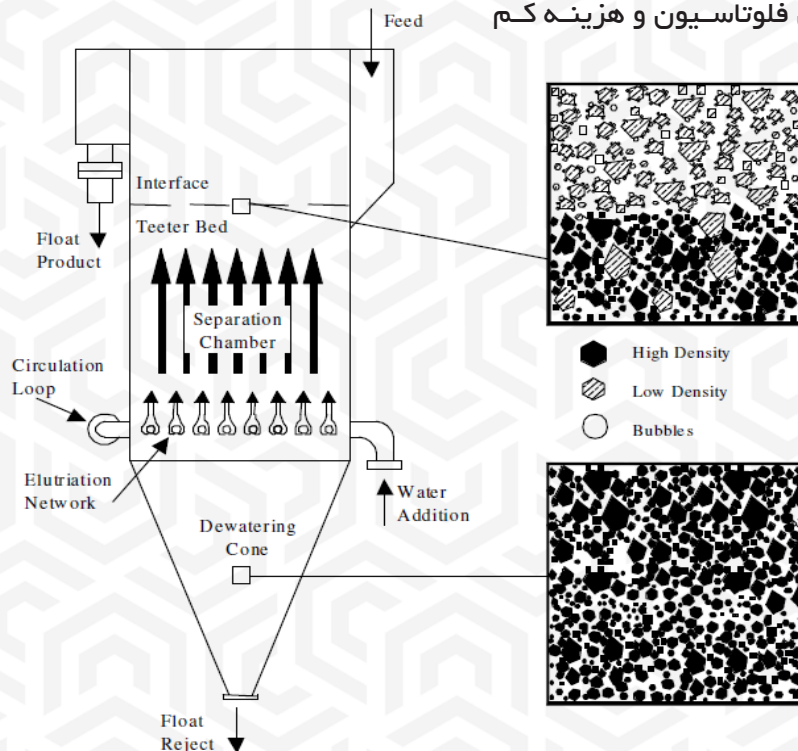 فلوتاسیون و هزینه کم
Feed
Interface
Teeter Bed
Float
Product
Separation
Chamber
Circulation
Loop
Elutriation
Network
Water
Addition
Dewatering
Cone
Float
Reject
High Density
Low Density
Bubbles